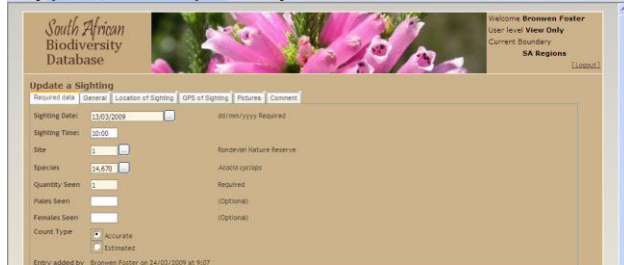 South African
Biodiversity
Database
Welcome Bronwen Foster
User level View Only
Current Boundary
SA Regions
[Logout]
Update a Sighting
Required data General Location of Sighting GPS of Sighting Pictures Comment
Sighting Date: 13/03/2009 ... dd/mm/yyyy Required
Sighting Time: 10:00
Site 1 ... Rondevlei Nature Reserve
Species 14,670 ... Acacia cyclops
Quantity Seen 1 Required
Males Seen (Optional)
Females Seen (Optional)
Count Type Accurate
Estimated
Entry added by Bronwen Foster on 24/03/2009 at 9:07